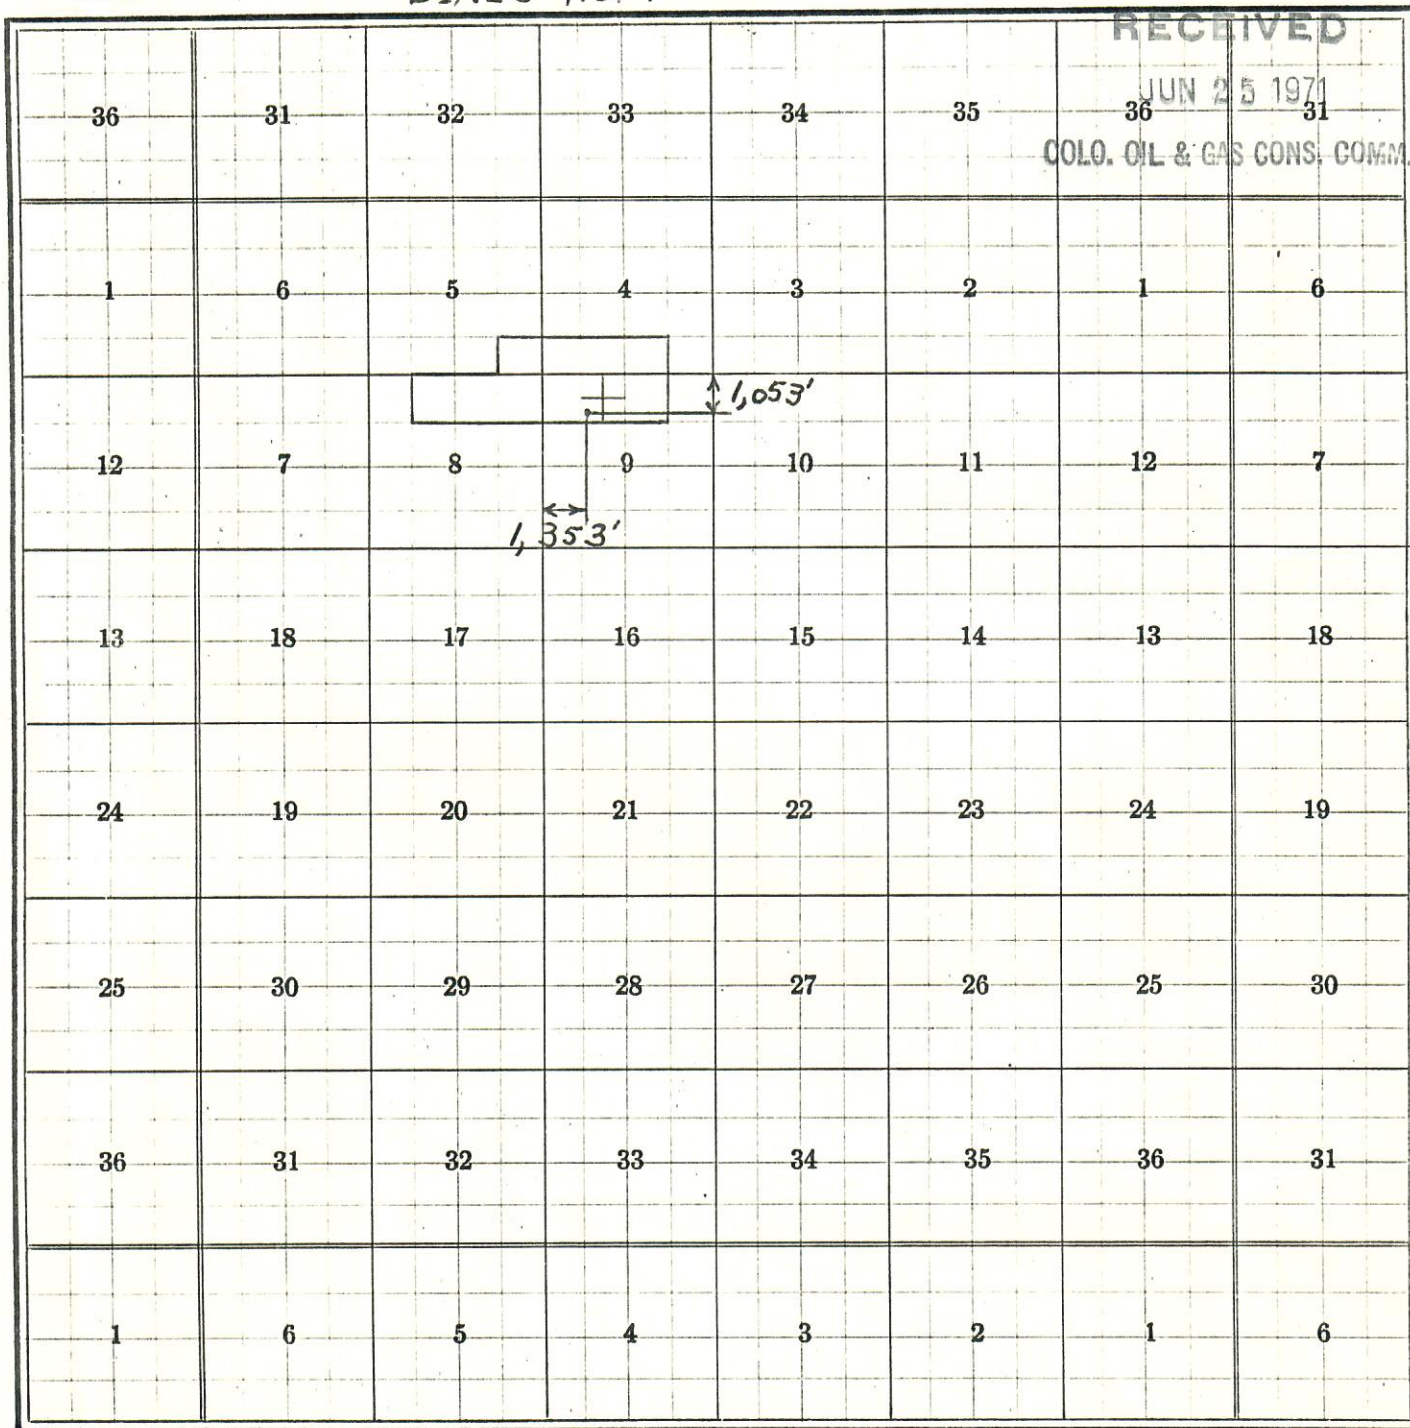 RECEIVED
JUN 25 1971
COLO. OIL & GAS CONS. COMM.
36 31 32 33 34 35 36 31
1 6 5 4 3 2 1 6
1,053'
12 7 8 9 10 11 12 7
1,353'
13 18 17 16 15 14 13 18
24 19 20 21 22 23 24 19
25 30 29 28 27 26 25 30
36 31 32 33 34 35 36 31
1 6 5 4 3 2 1 6